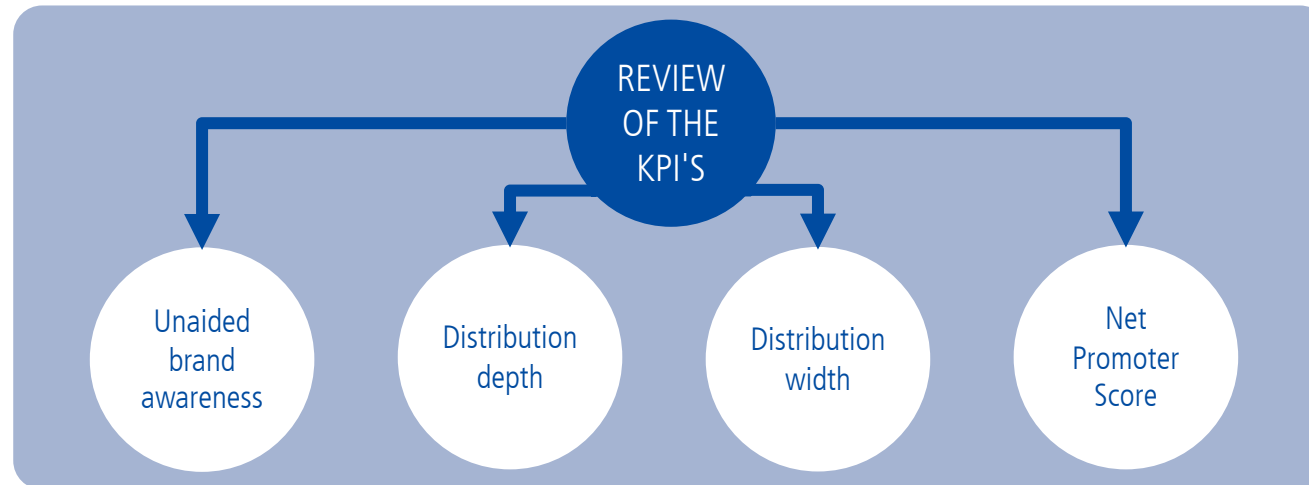 REVIEW
OF THE
KPI'S
Unaided
brand
awareness
Distribution
depth
Distribution
width
Net
Promoter
Score